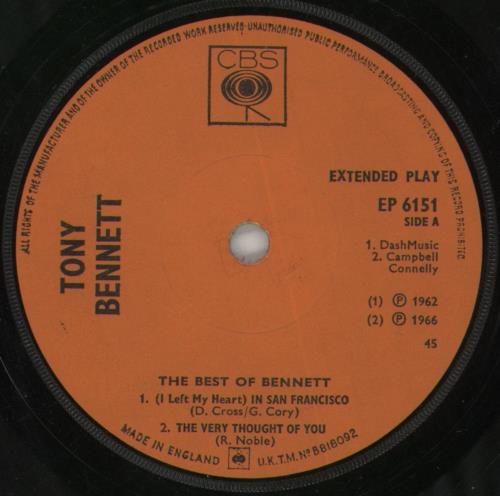 ALL RIGHTS OF THE MANUFACTURER AND OF THE OWNER OF THE RECORDED WORK RESERVED · UNAUTHORISED PUBLIC PERFORMANCE BROADCASTING AND COPYING OF THIS RECORD PROHIBITED
CBS
EXTENDED PLAY
EP 6151
SIDE A
TONY
BENNETT
1. DashMusic
2. Campbell
Connelly
(1) ℗ 1962
(2) ℗ 1966
45
THE BEST OF BENNETT
1. (I Left My Heart) IN SAN FRANCISCO
(D. Cross/G. Cory)
2. THE VERY THOUGHT OF YOU
(R. Noble)
MADE IN ENGLAND
U.K.T.M. Nº B818092